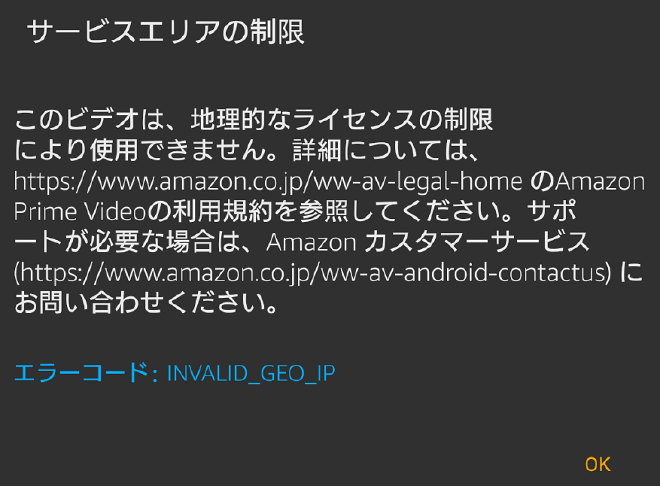 サービスエリアの制限
このビデオは、地理的なライセンスの制限
により使用できません。詳細については、
https://www.amazon.co.jp/ww-av-legal-home のAmazon
Prime Videoの利用規約を参照してください。サポ
ートが必要な場合は、Amazon カスタマーサービス
(https://www.amazon.co.jp/ww-av-android-contactus) に
お問い合わせください。
エラーコード: INVALID_GEO_IP
OK